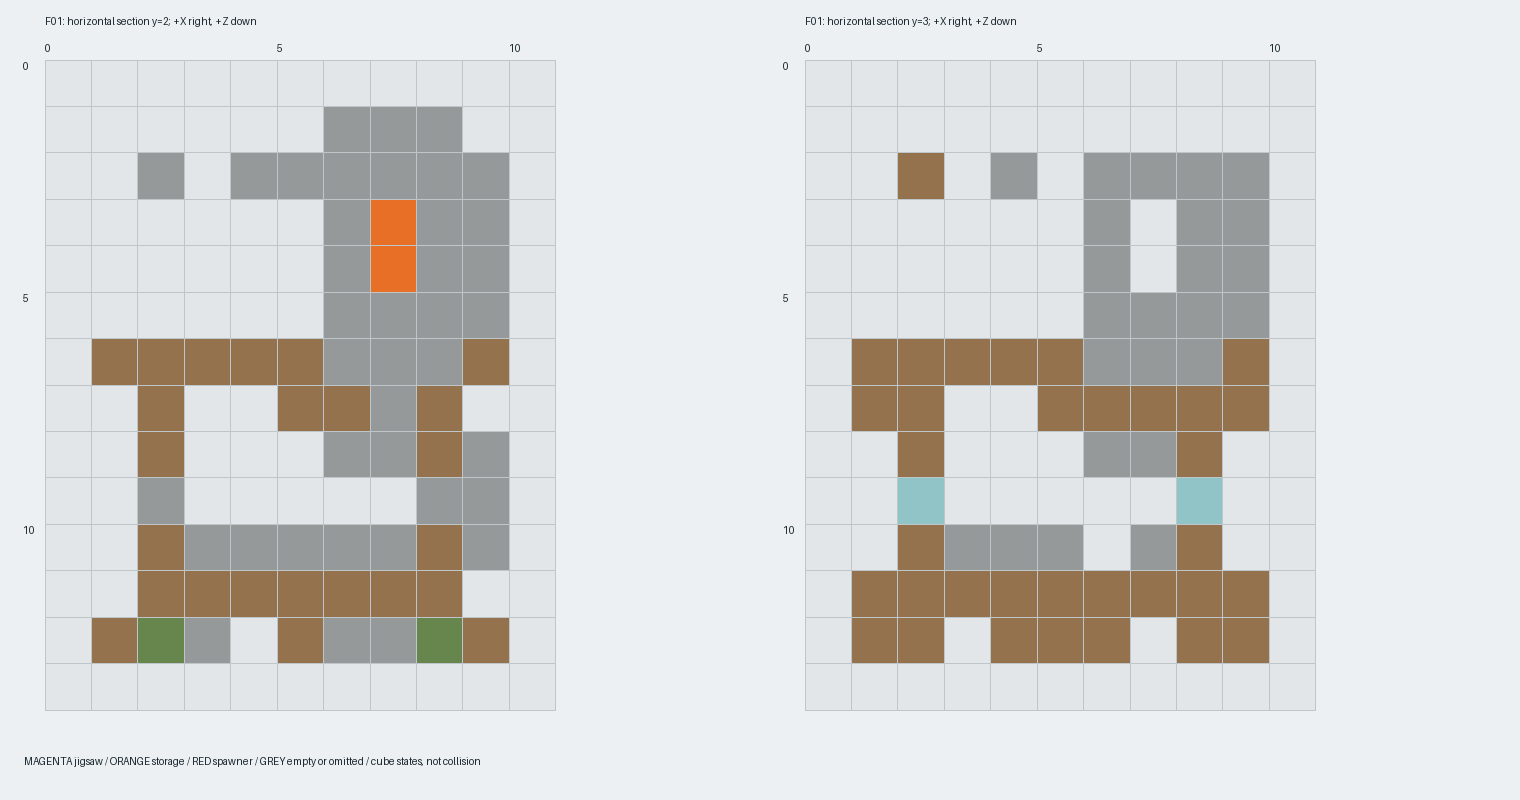 F01: horizontal section y=2; +X right, +Z down
0 5 10
0
5
10
F01: horizontal section y=3; +X right, +Z down
0 5 10
0
5
10
MAGENTA jigsaw / ORANGE storage / RED spawner / GREY empty or omitted / cube states, not collision